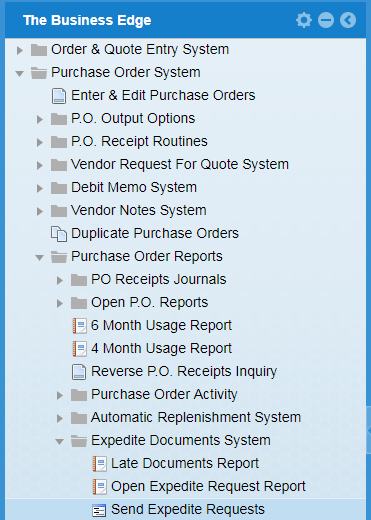 The Business Edge
Order & Quote Entry System
Purchase Order System
Enter & Edit Purchase Orders
P.O. Output Options
P.O. Receipt Routines
Vendor Request For Quote System
Debit Memo System
Vendor Notes System
Duplicate Purchase Orders
Purchase Order Reports
PO Receipts Journals
Open P.O. Reports
6 Month Usage Report
4 Month Usage Report
Reverse P.O. Receipts Inquiry
Purchase Order Activity
Automatic Replenishment System
Expedite Documents System
Late Documents Report
Open Expedite Request Report
Send Expedite Requests